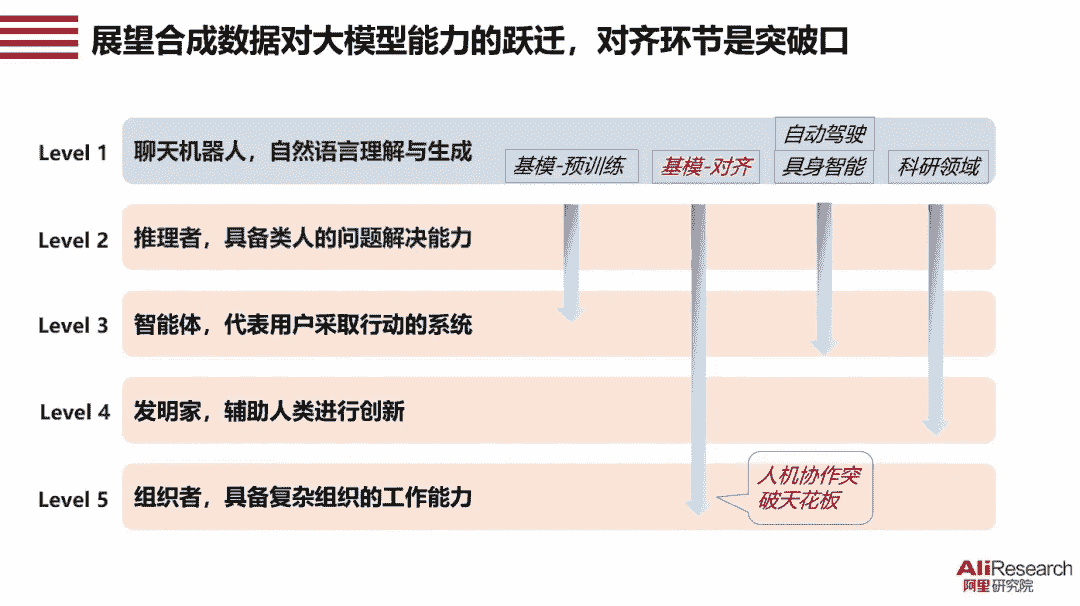 展望合成数据对大模型能力的跃迁，对齐环节是突破口
Level 1
聊天机器人，自然语言理解与生成
基模-预训练
基模-对齐
自动驾驶
具身智能
科研领域
Level 2
推理者，具备类人的问题解决能力
Level 3
智能体，代表用户采取行动的系统
Level 4
发明家，辅助人类进行创新
Level 5
组织者，具备复杂组织的工作能力
人机协作突
破天花板
AliResearch
阿里研究院